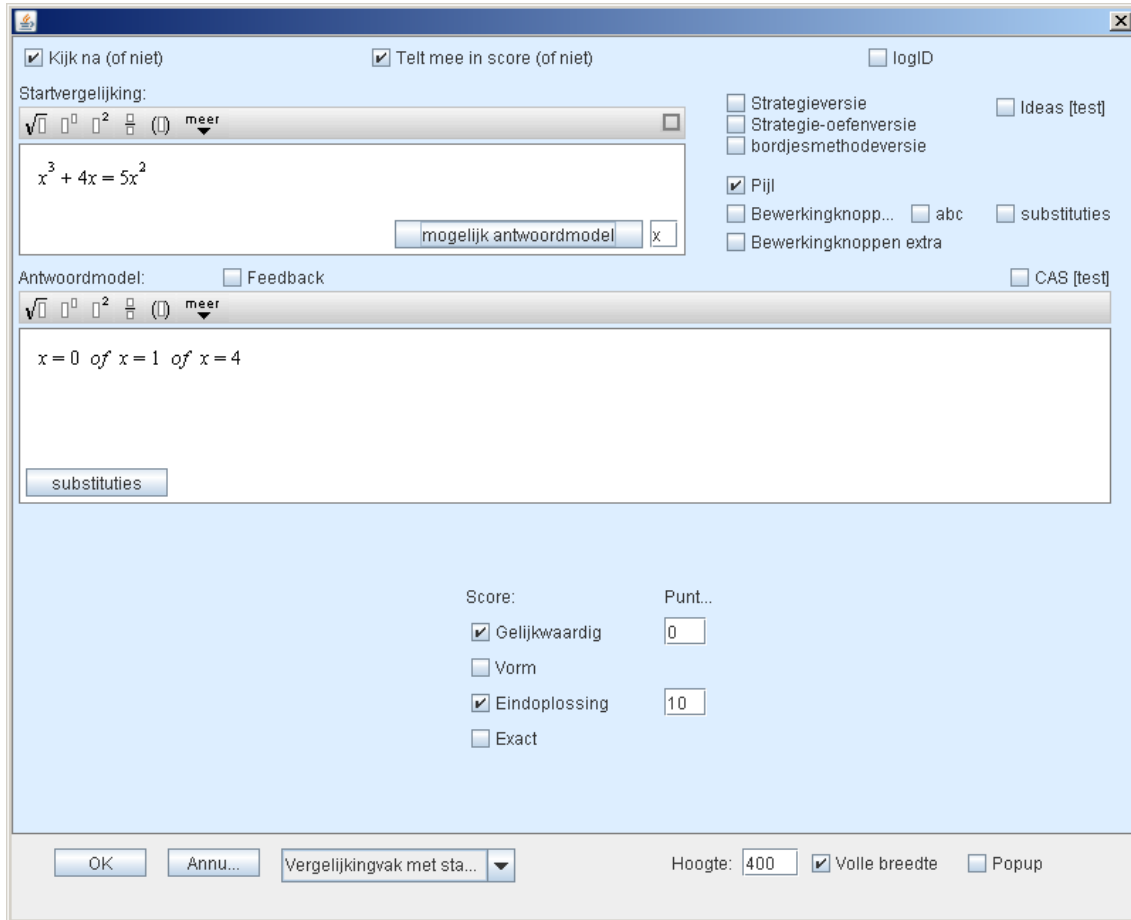 Kijk na (of niet) Telt mee in score (of niet) logID
Startvergelijking:
√▯ ▯▯ ▯2 (▯) meer
x³ + 4x = 5x²
mogelijk antwoordmodel x
Strategieversie Ideas [test]
Strategie-oefenversie
bordjesmethodeversie
Pijl
Bewerkingknopp... abc substituties
Bewerkingknoppen extra
Antwoordmodel: Feedback CAS [test]
√▯ ▯▯ ▯2 (▯) meer
x = 0 of x = 1 of x = 4
substituties
Score: Punt...
Gelijkwaardig 0
Vorm
Eindoplossing 10
Exact
OK Annu... Vergelijkingvak met sta... Hoogte: 400 Volle breedte Popup